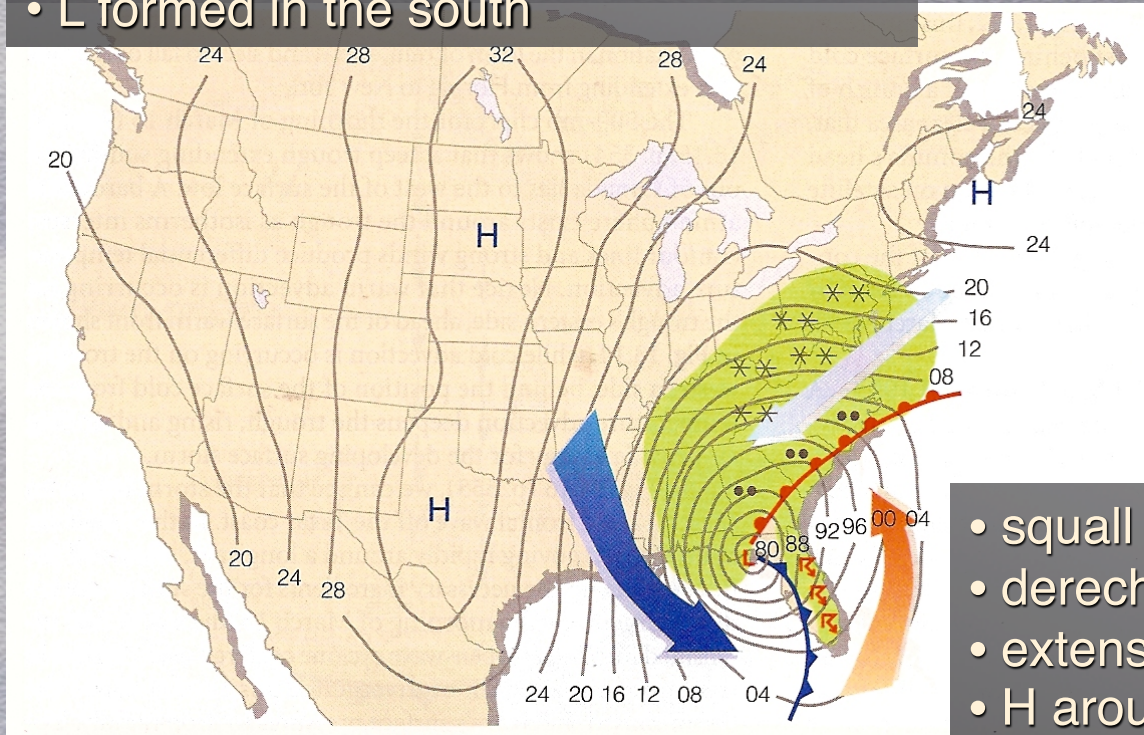 • L formed in the south
24 28 32 28 24
24
20
H
H
24
20
16
12
08
H
92 96 00 04
80 88
L
20
24
28
24 20 16 12 08 04
• squall
• derech
• extens
• H arou